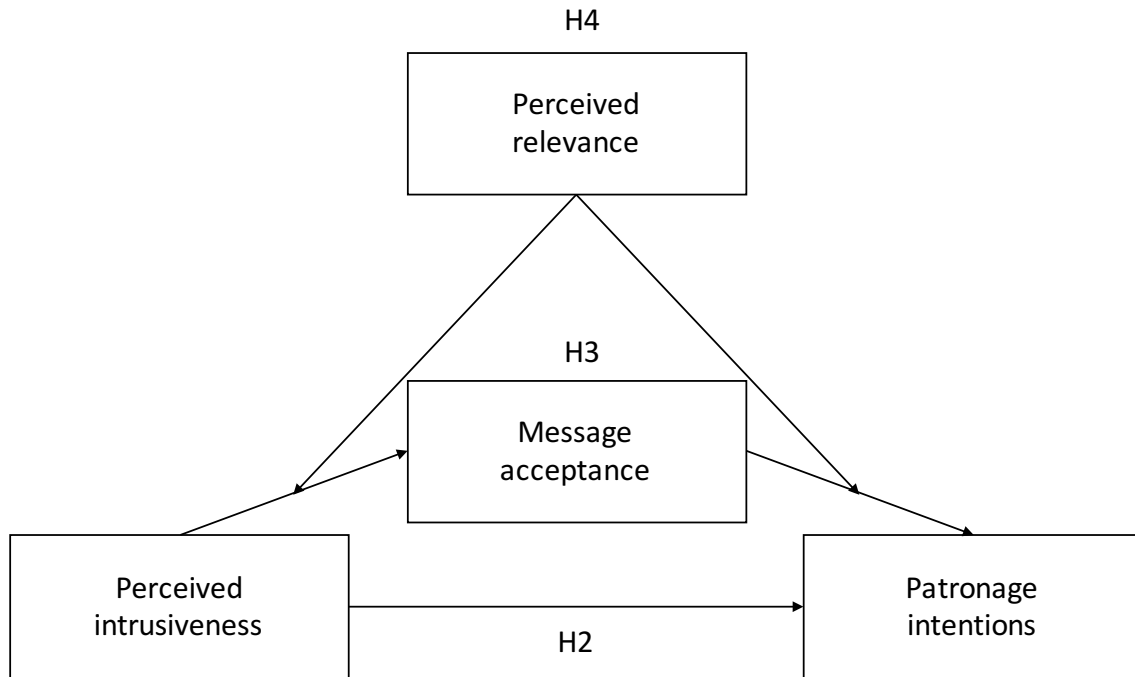 H4
Perceived
relevance
H3
Message
acceptance
Perceived
intrusiveness
H2
Patronage
intentions